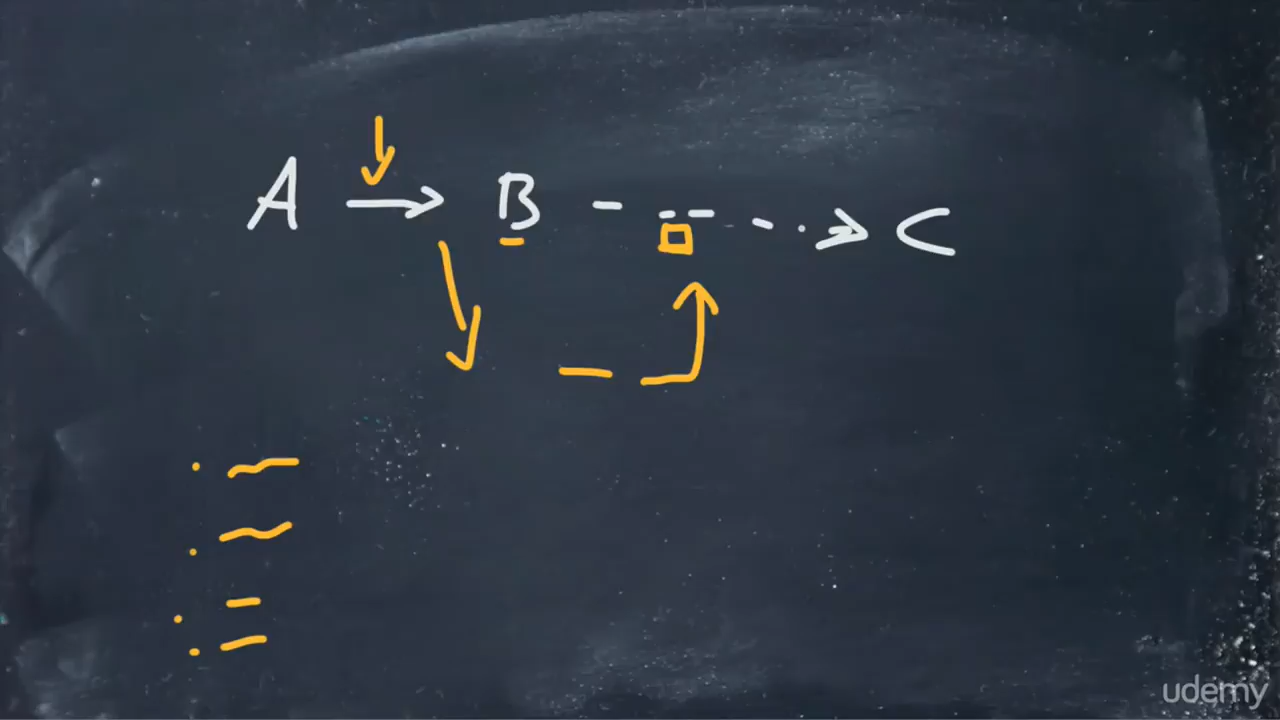 A → B - - - - · → C
udemy